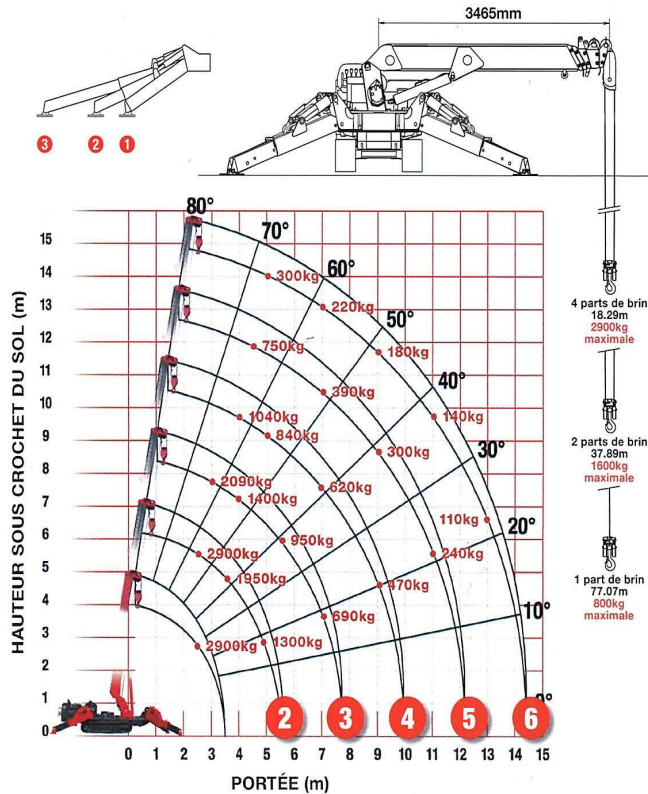 3465mm
3 2 1
4 parts de brin
18.29m
2900kg
maximale
2 parts de brin
37.89m
1600kg
maximale
1 part de brin
77.07m
800kg
maximale
HAUTEUR SOUS CROCHET DU SOL (m)
15
14
13
12
11
10
9
8
7
6
5
4
3
2
1
0
80°
70°
60°
50°
40°
30°
20°
10°
0°
300kg
220kg
180kg
140kg
110kg
750kg
390kg
300kg
240kg
1040kg
840kg
620kg
470kg
2090kg
1400kg
950kg
690kg
2900kg
1950kg
1300kg
2900kg
2 3 4 5 6
0 1 2 3 4 5 6 7 8 9 10 11 12 13 14 15
PORTÉE (m)